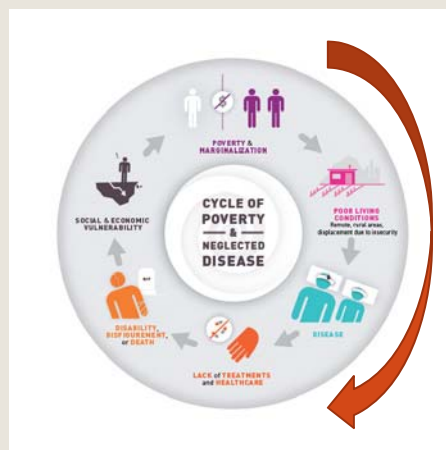 POVERTY &
MARGINALIZATION
POOR LIVING
CONDITIONS
Remote, rural areas,
displacement due to insecurity
DISEASE
LACK of TREATMENTS
and HEALTHCARE
DISABILITY,
DISFIGUREMENT,
or DEATH
SOCIAL & ECONOMIC
VULNERABILITY
CYCLE OF
POVERTY
&
NEGLECTED
DISEASE